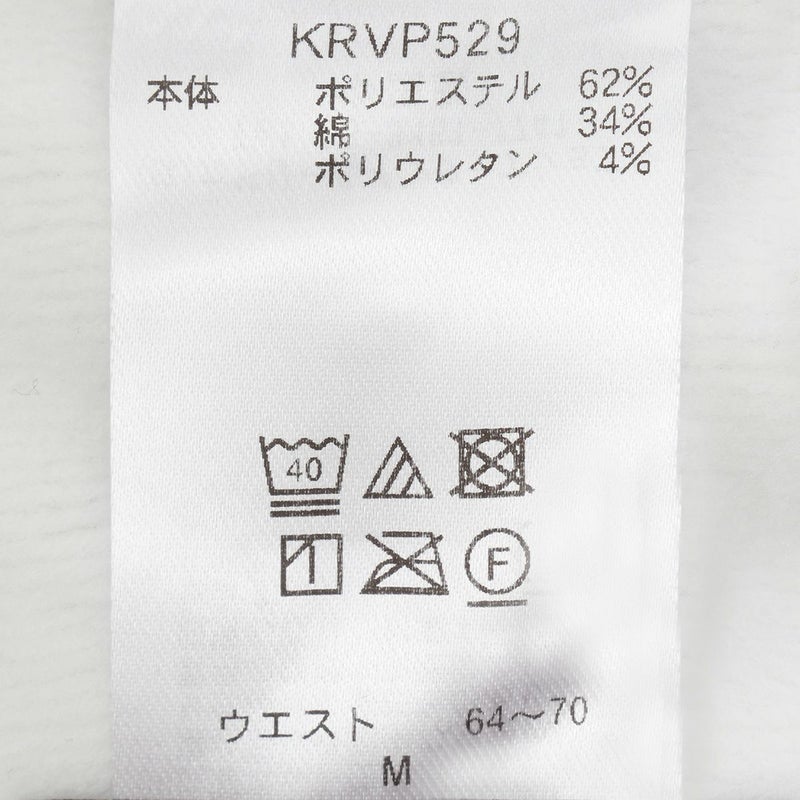 KRVP529
本体 ポリエステル 62%
綿 34%
ポリウレタン 4%
40
F
ウエスト 64～70
M